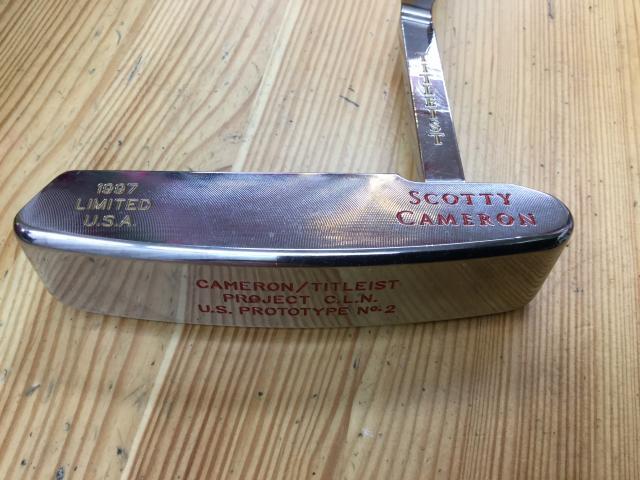 TITLEIST
1997
LIMITED
U.S.A.
SCOTTY
CAMERON
CAMERON/TITLEIST
PROJECT C.L.N.
U.S. PROTOTYPE No. 2